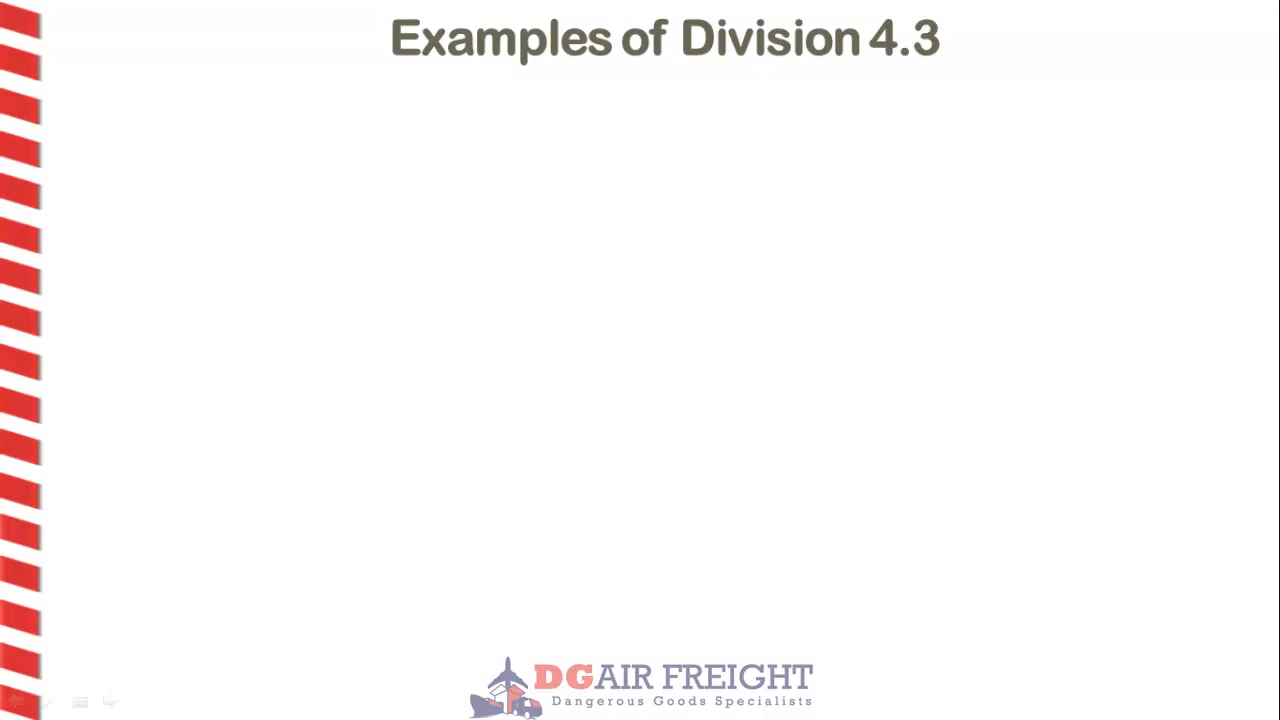 Examples of Division 4.3
DGAIR FREIGHT
Dangerous Goods Specialists